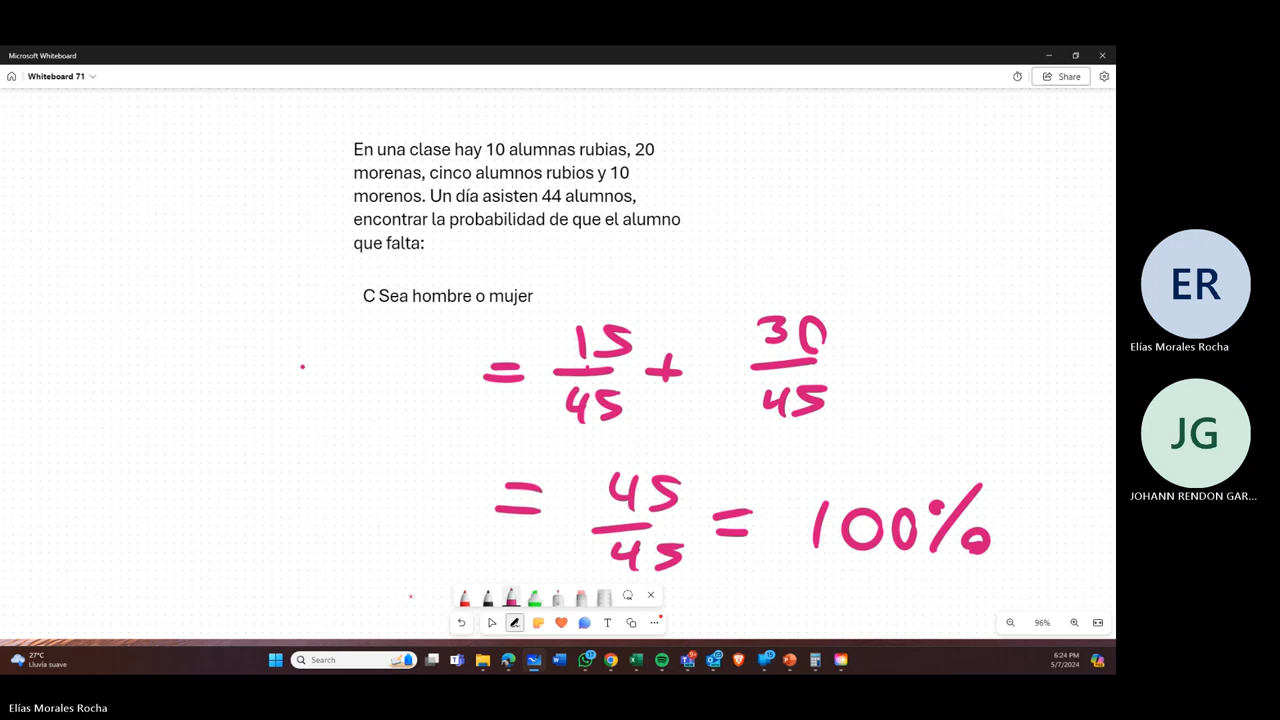 Microsoft Whiteboard
Whiteboard 71
Share
En una clase hay 10 alumnas rubias, 20
morenas, cinco alumnos rubios y 10
morenos. Un día asisten 44 alumnos,
encontrar la probabilidad de que el alumno
que falta:
C Sea hombre o mujer
= 15/45 + 30/45
= 45/45 = 100%
ER
Elías Morales Rocha
JG
JOHANN RENDON GAR...
96%
27°C
Lluvia suave
Search
6:24 PM
5/7/2024
Elías Morales Rocha